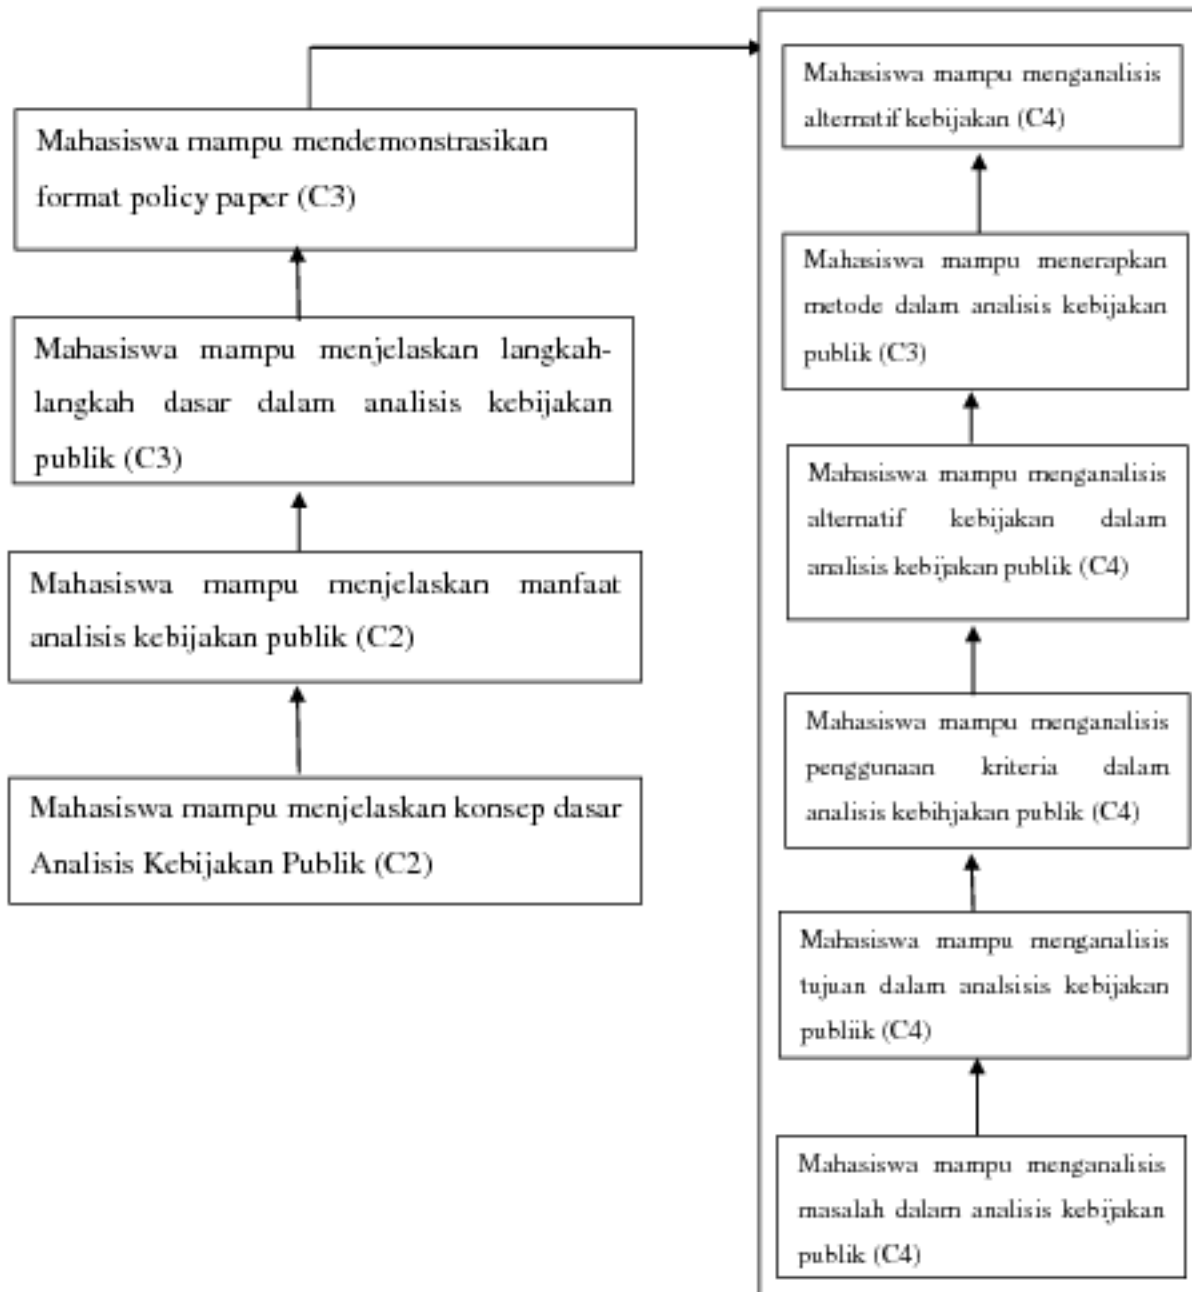 Mahasiswa mampu mendemonstrasikan
format policy paper (C3)
Mahasiswa mampu menjelaskan langkah-
langkah dasar dalam analisis kebijakan
publik (C3)
Mahasiswa mampu menjelaskan manfaat
analisis kebijakan publik (C2)
Mahasiswa mampu menjelaskan konsep dasar
Analisis Kebijakan Publik (C2)
Mahasiswa mampu menganalisis
alternatif kebijakan (C4)
Mahasiswa mampu menerapkan
metode dalam analisis kebijakan
publik (C3)
Mahasiswa mampu menganalisis
alternatif kebijakan dalam
analisis kebijakan publik (C4)
Mahasiswa mampu menganalisis
penggunaan kriteria dalam
analisis kebihjakan publik (C4)
Mahasiswa mampu menganalisis
tujuan dalam analsisis kebijakan
publiik (C4)
Mahasiswa mampu menganalisis
masalah dalam analisis kebijakan
publik (C4)